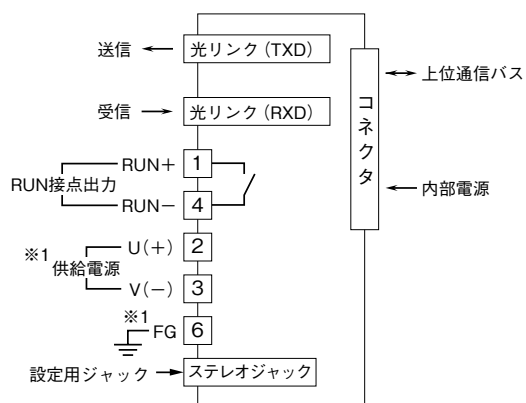 送信
光リンク（TXD）
上位通信バス
受信
光リンク（RXD）
コネクタ
RUN＋
1
RUN接点出力
RUN－
4
内部電源
※1
供給電源
U（＋）
2
V（－）
3
※1
FG
6
設定用ジャック
ステレオジャック